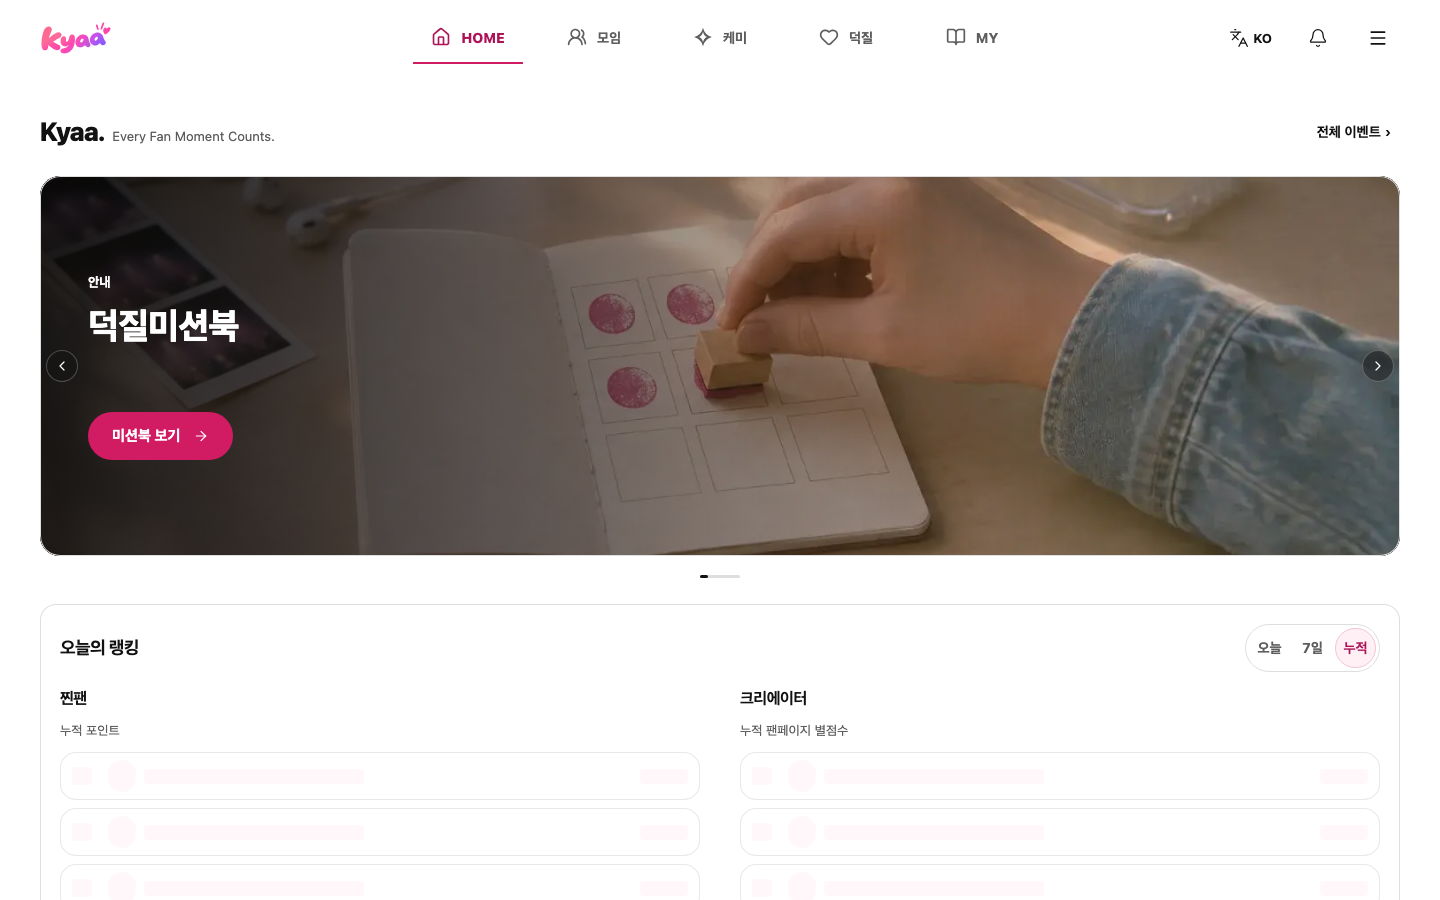 kyaa
HOME
모임
케미
덕질
MY
KO
Kyaa. Every Fan Moment Counts.
전체 이벤트 ›
안내
덕질미션북
미션북 보기 →
오늘의 랭킹
오늘 7일 누적
찐팬
누적 포인트
크리에이터
누적 팬페이지 별점수